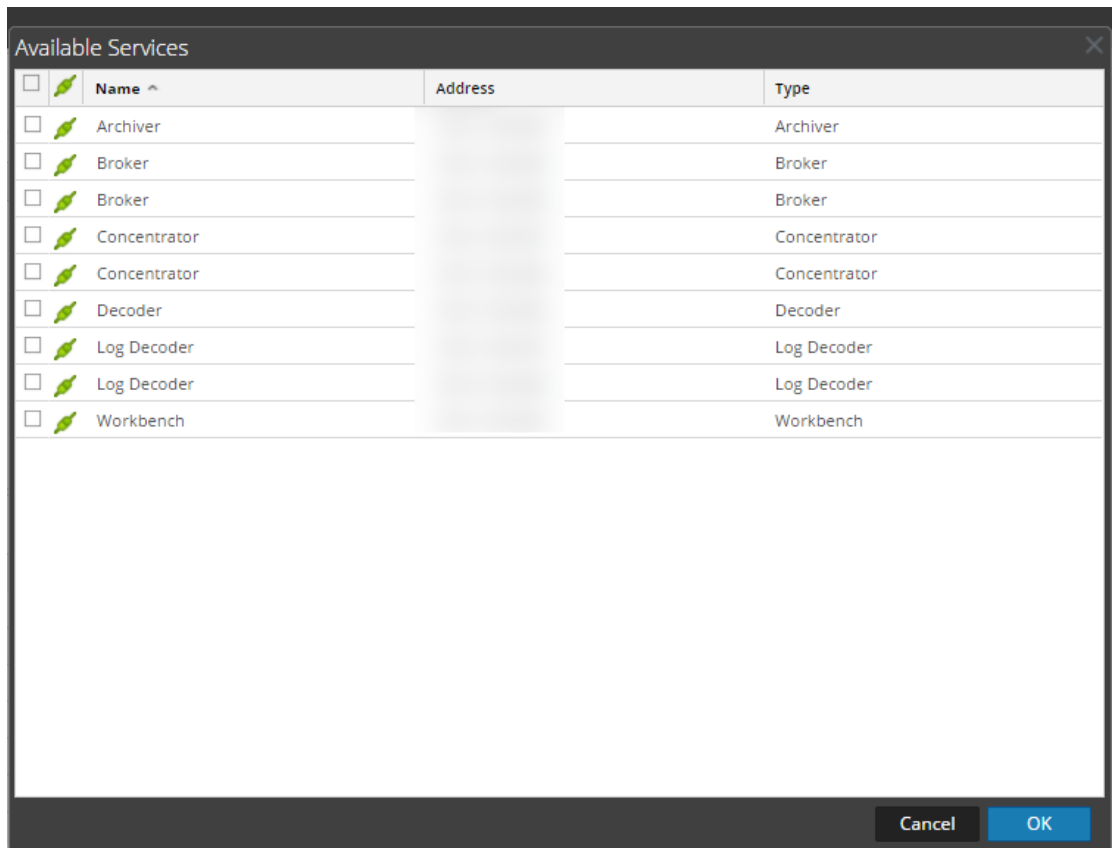 Available Services
Name Address Type
Archiver Archiver
Broker Broker
Broker Broker
Concentrator Concentrator
Concentrator Concentrator
Decoder Decoder
Log Decoder Log Decoder
Log Decoder Log Decoder
Workbench Workbench
Cancel OK